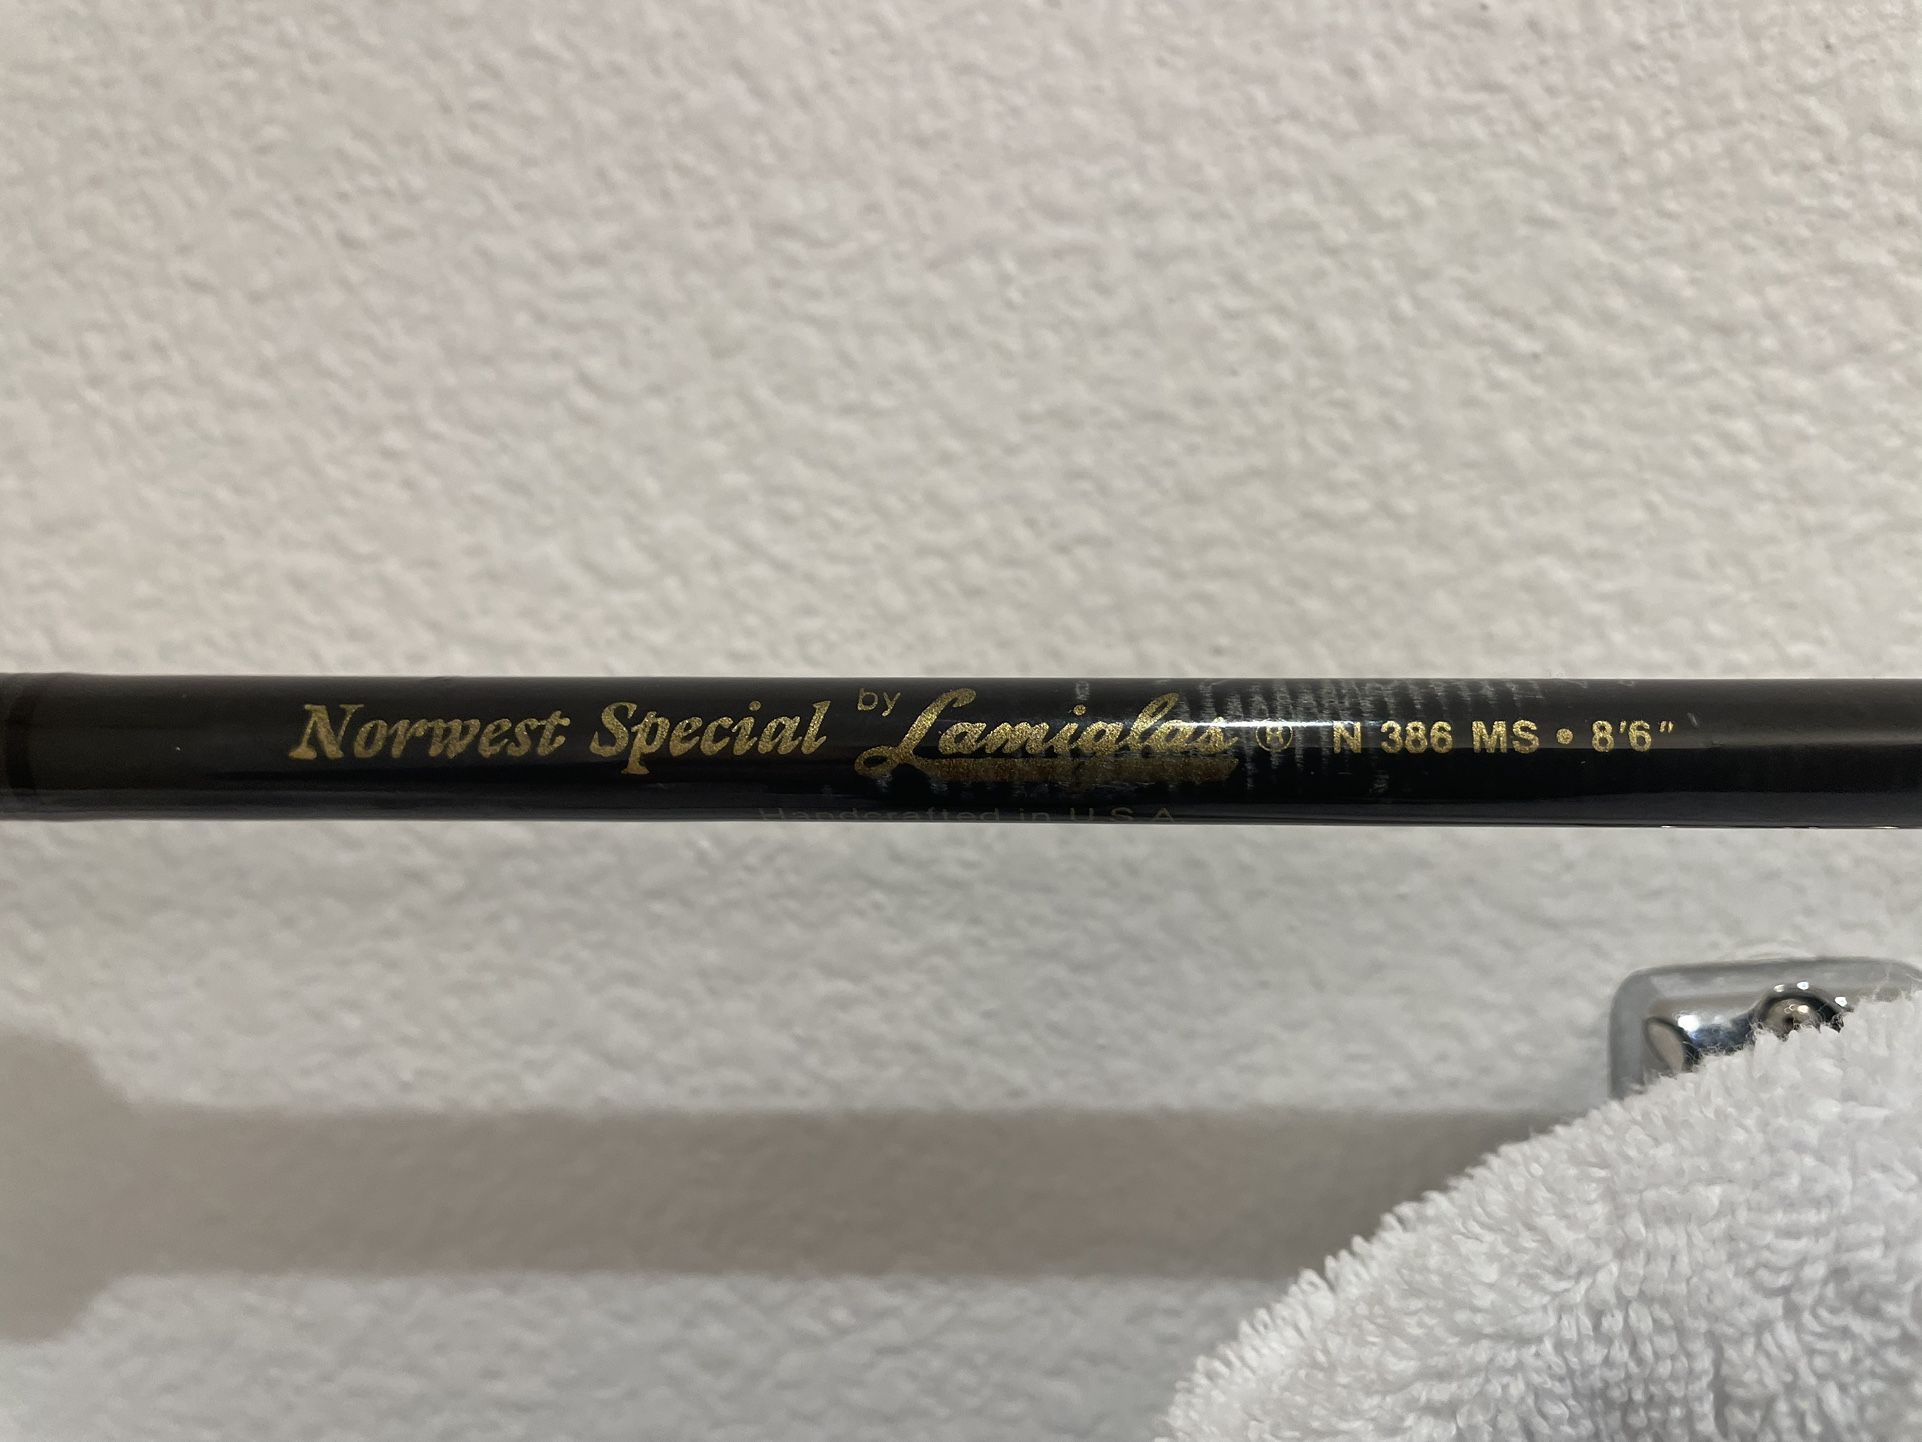 Norwest Special by Lamiglas ® N 386 MS • 8'6"
Handcrafted in U.S.A.